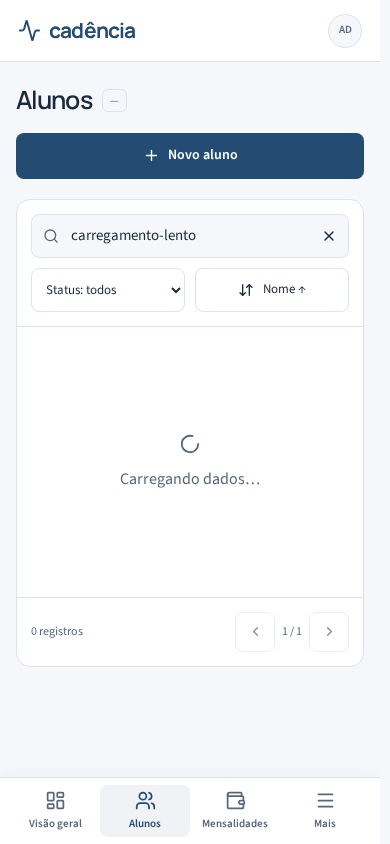 cadência
AD
Alunos
–
Novo aluno
carregamento-lento
Status: todos
Nome ↑
Carregando dados…
0 registros
1 / 1
Visão geral
Alunos
Mensalidades
Mais